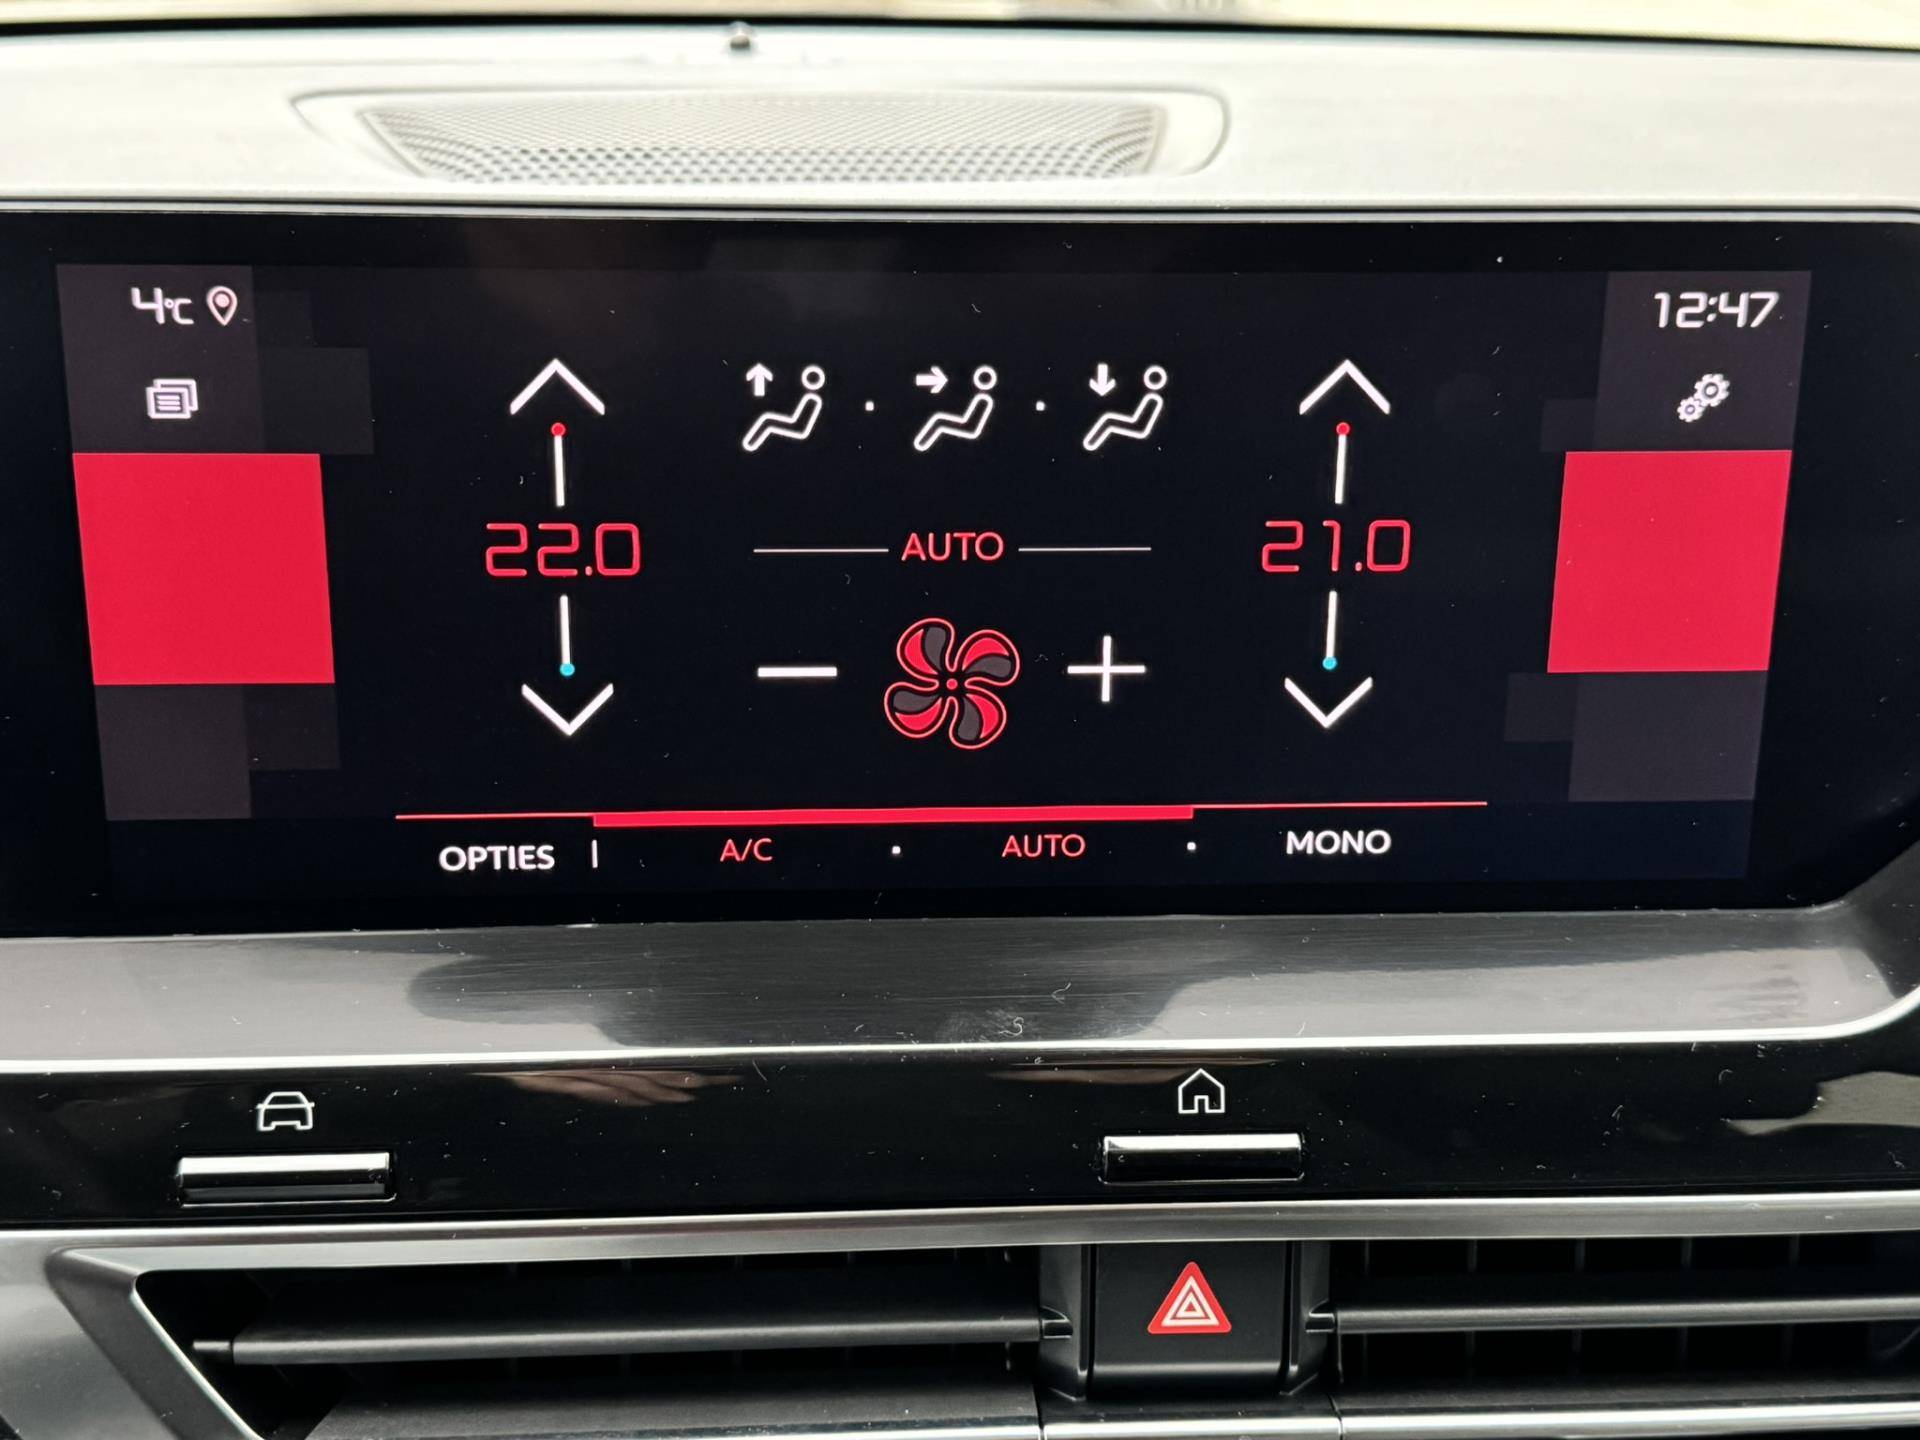 4°C
12:47
22.0
AUTO
21.0
OPTIES
A/C
AUTO
MONO